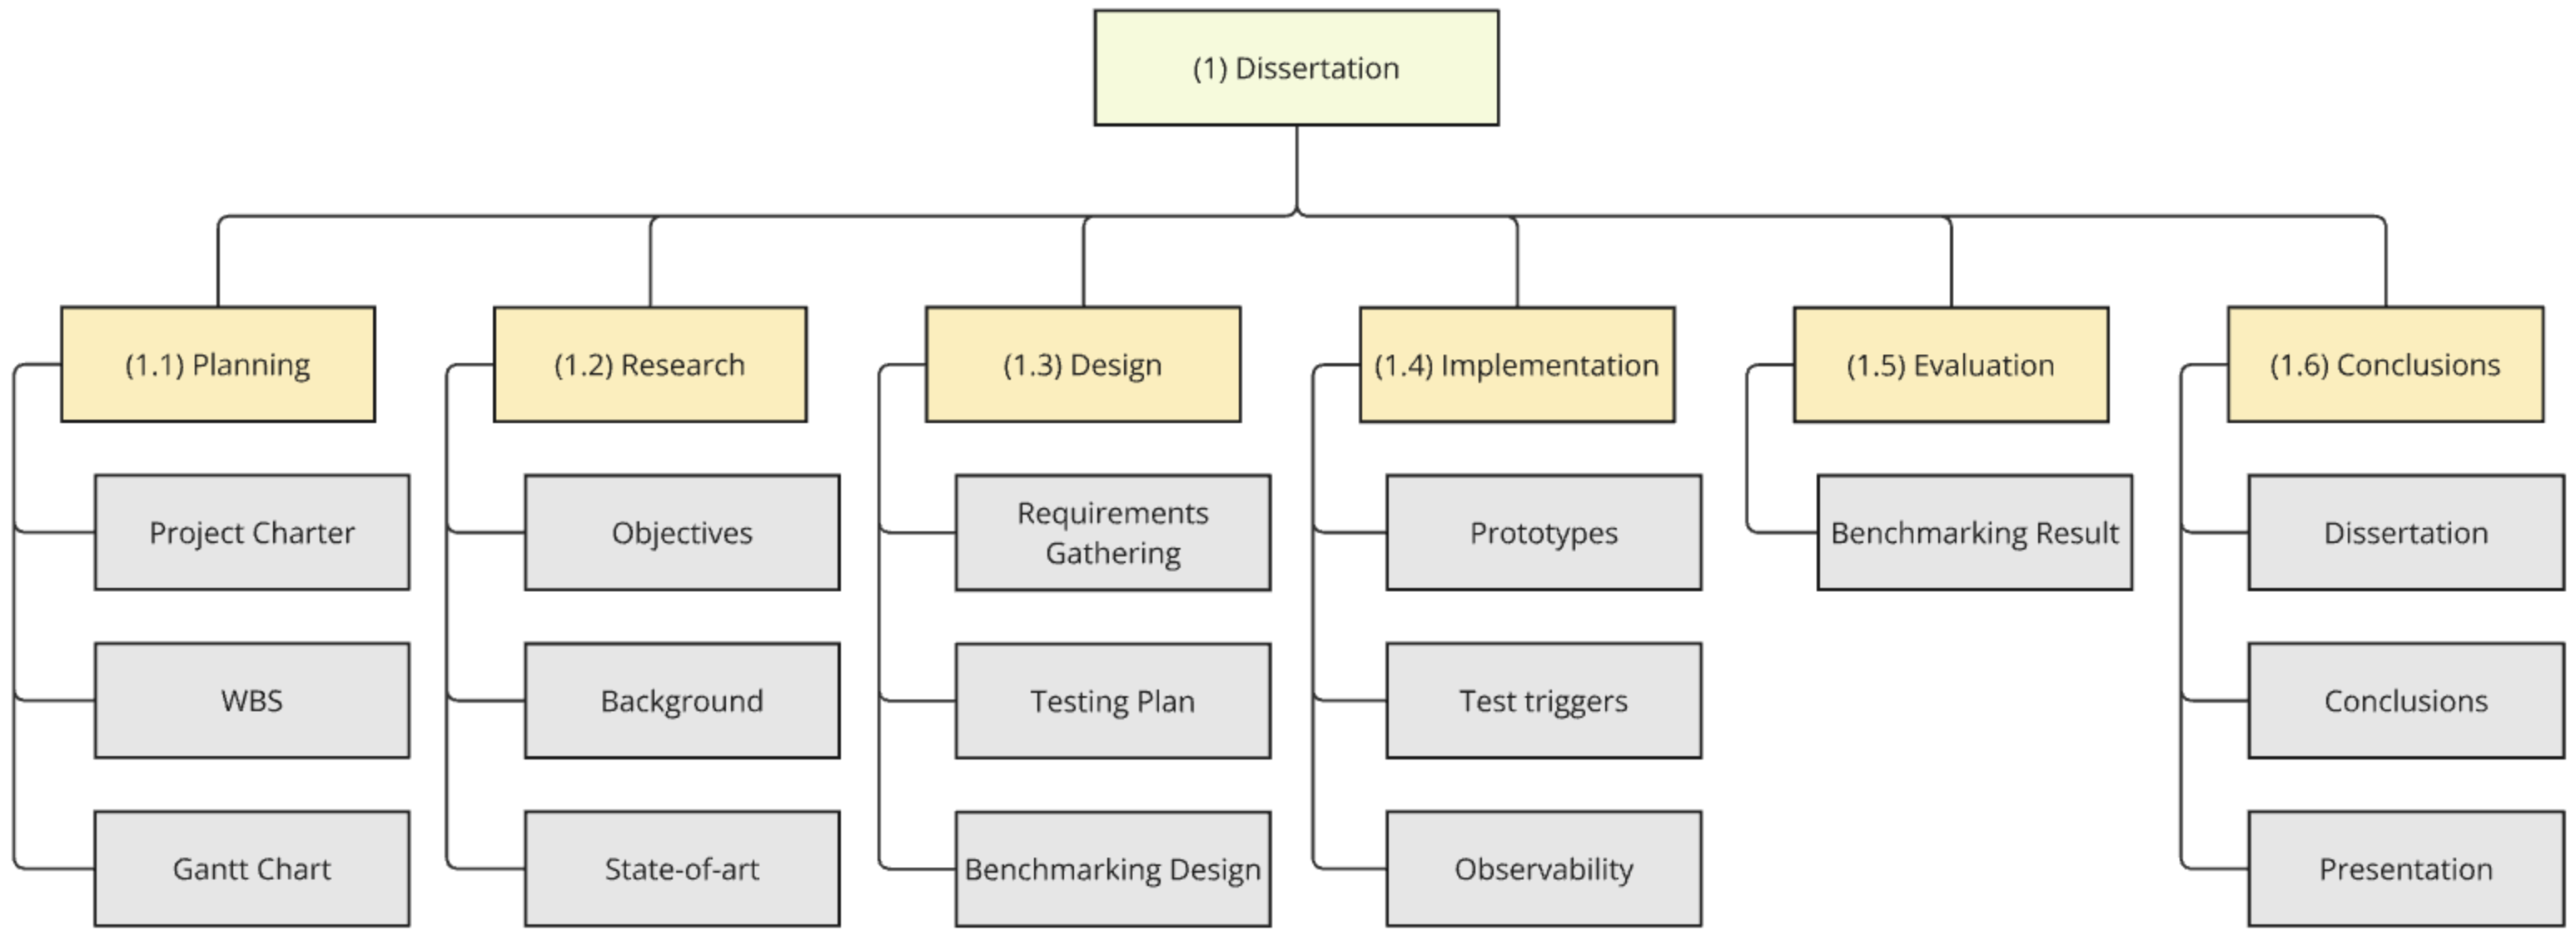 (1) Dissertation
(1.1) Planning
(1.2) Research
(1.3) Design
(1.4) Implementation
(1.5) Evaluation
(1.6) Conclusions
Project Charter
Objectives
Requirements
Gathering
Prototypes
Benchmarking Result
Dissertation
WBS
Background
Testing Plan
Test triggers
Conclusions
Gantt Chart
State-of-art
Benchmarking Design
Observability
Presentation